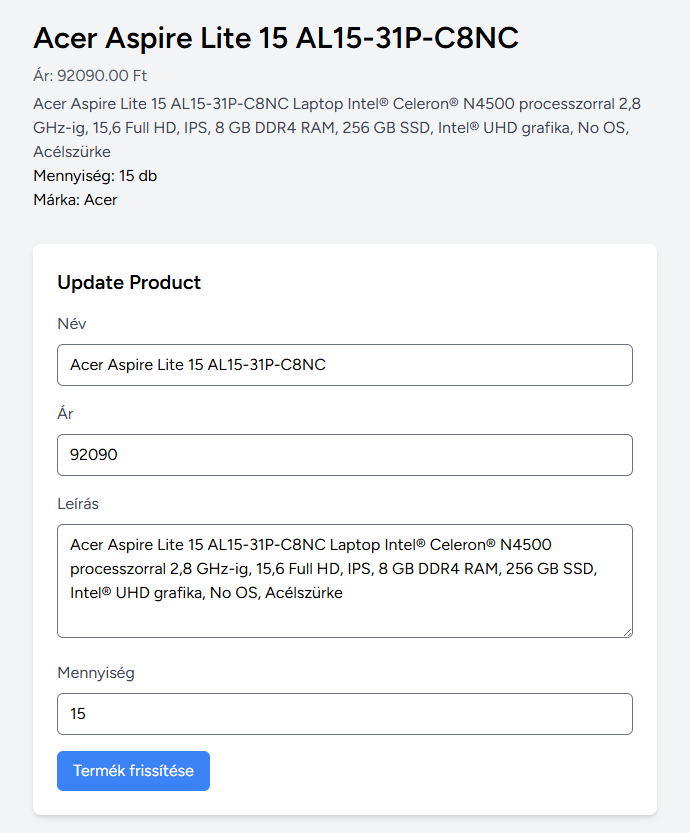 Acer Aspire Lite 15 AL15-31P-C8NC
Ár: 92090.00 Ft
Acer Aspire Lite 15 AL15-31P-C8NC Laptop Intel® Celeron® N4500 processzorral 2,8
GHz-ig, 15,6 Full HD, IPS, 8 GB DDR4 RAM, 256 GB SSD, Intel® UHD grafika, No OS,
Acélszürke
Mennyiség: 15 db
Márka: Acer
Update Product
Név
Acer Aspire Lite 15 AL15-31P-C8NC
Ár
92090
Leírás
Acer Aspire Lite 15 AL15-31P-C8NC Laptop Intel® Celeron® N4500
processzorral 2,8 GHz-ig, 15,6 Full HD, IPS, 8 GB DDR4 RAM, 256 GB SSD,
Intel® UHD grafika, No OS, Acélszürke
Mennyiség
15
Termék frissítése